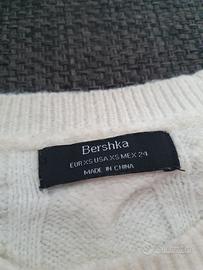 Bershka
EUR XS USA XS MEX 24
MADE IN CHINA